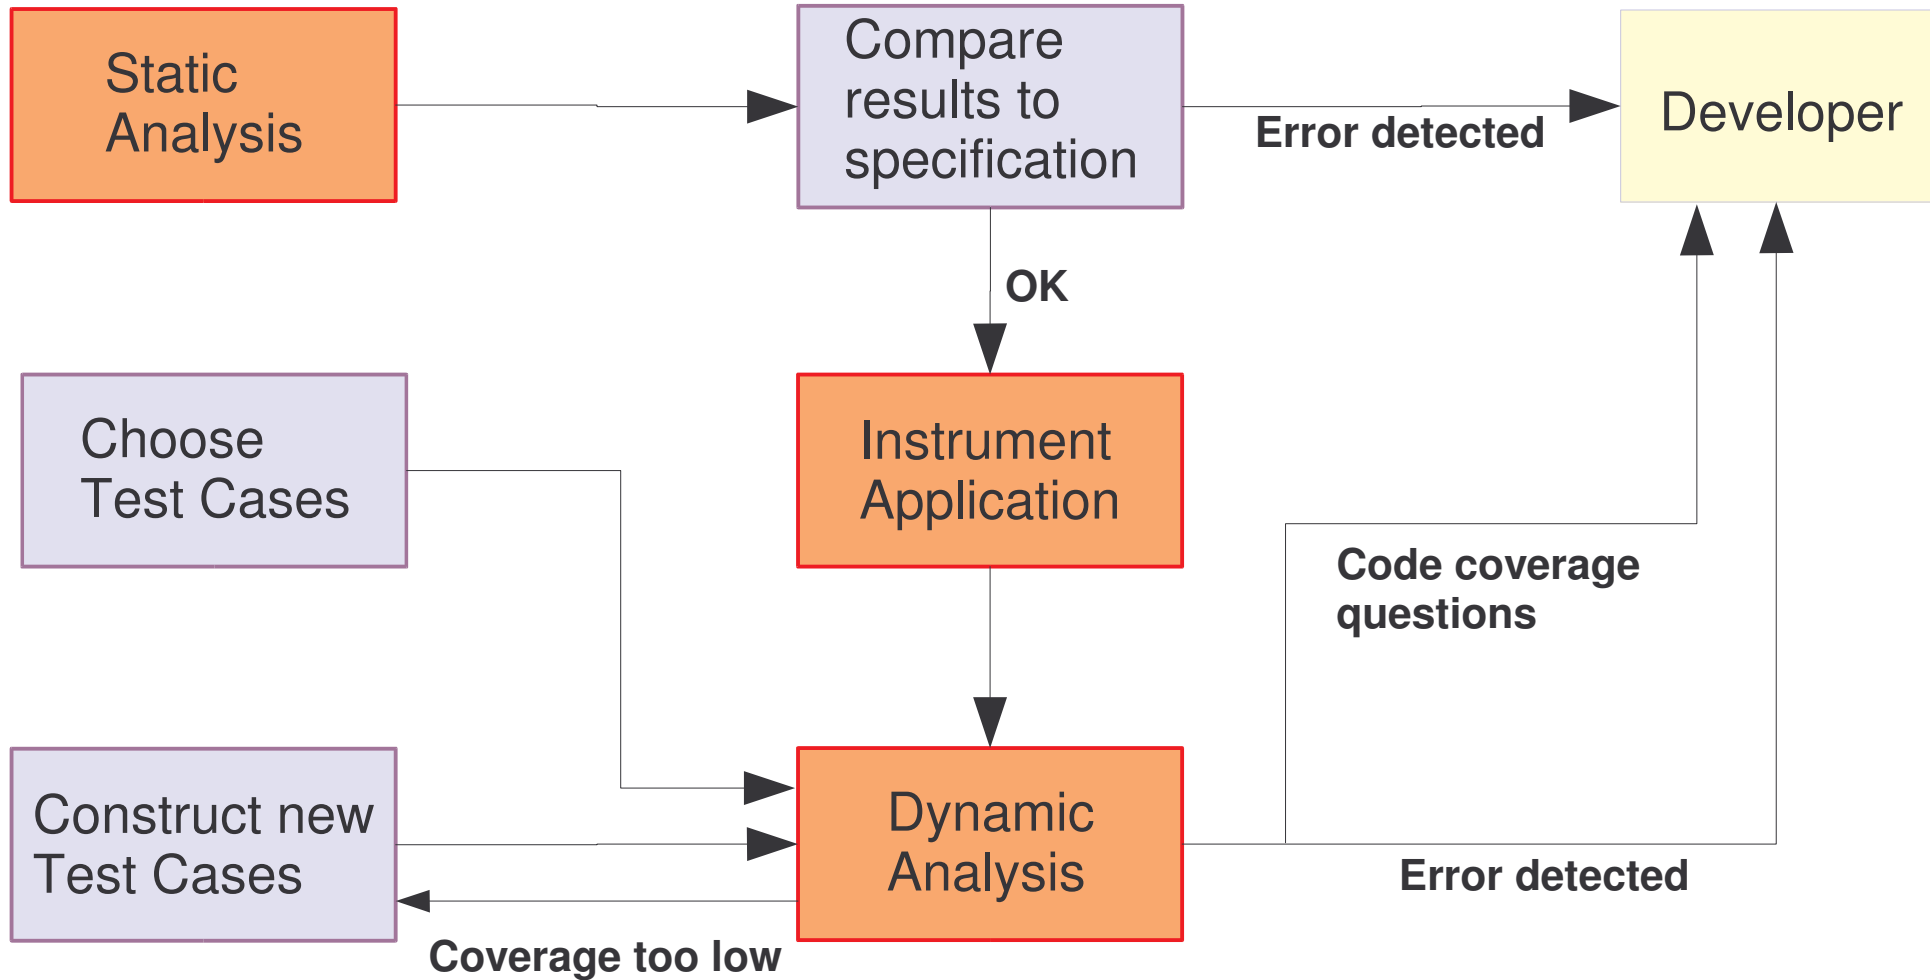 Static
Analysis
Compare
results to
specification
Error detected
Developer
OK
Choose
Test Cases
Instrument
Application
Code coverage
questions
Construct new
Test Cases
Dynamic
Analysis
Error detected
Coverage too low